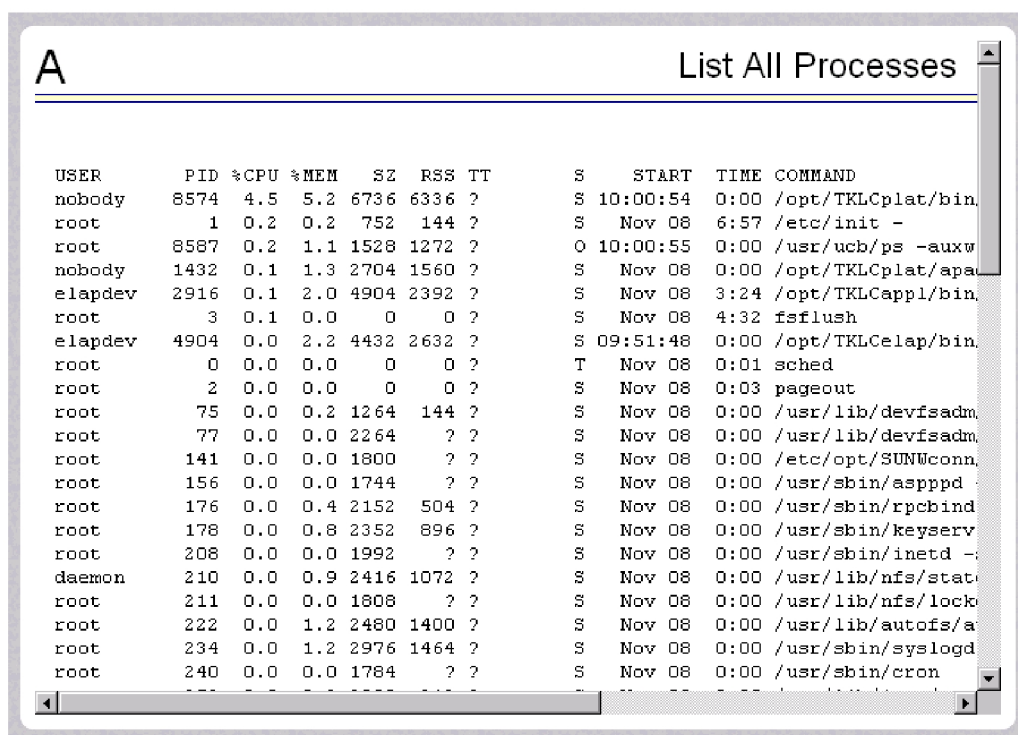 A List All Processes
USER PID %CPU %MEM SZ RSS TT S START TIME COMMAND
nobody 8574 4.5 5.2 6736 6336 ? S 10:00:54 0:00 /opt/TKLCplat/bin/
root 1 0.2 0.2 752 144 ? S Nov 08 6:57 /etc/init -
root 8587 0.2 1.1 1528 1272 ? O 10:00:55 0:00 /usr/ucb/ps -auxw
nobody 1432 0.1 1.3 2704 1560 ? S Nov 08 0:00 /opt/TKLCplat/apa
elapdev 2916 0.1 2.0 4904 2392 ? S Nov 08 3:24 /opt/TKLCappl/bin/
root 3 0.1 0.0 0 0 ? S Nov 08 4:32 fsflush
elapdev 4904 0.0 2.2 4432 2632 ? S 09:51:48 0:00 /opt/TKLCelap/bin/
root 0 0.0 0.0 0 0 ? T Nov 08 0:01 sched
root 2 0.0 0.0 0 0 ? S Nov 08 0:03 pageout
root 75 0.0 0.2 1264 144 ? S Nov 08 0:00 /usr/lib/devfsadm/
root 77 0.0 0.0 2264 ? ? S Nov 08 0:00 /usr/lib/devfsadm/
root 141 0.0 0.0 1800 ? ? S Nov 08 0:00 /etc/opt/SUNWconn/
root 156 0.0 0.0 1744 ? ? S Nov 08 0:00 /usr/sbin/aspppd -
root 176 0.0 0.4 2152 504 ? S Nov 08 0:00 /usr/sbin/rpcbind
root 178 0.0 0.8 2352 896 ? S Nov 08 0:00 /usr/sbin/keyserv
root 208 0.0 0.0 1992 ? ? S Nov 08 0:00 /usr/sbin/inetd -s
daemon 210 0.0 0.9 2416 1072 ? S Nov 08 0:00 /usr/lib/nfs/stat
root 211 0.0 0.0 1808 ? ? S Nov 08 0:00 /usr/lib/nfs/lock
root 222 0.0 1.2 2480 1400 ? S Nov 08 0:00 /usr/lib/autofs/a
root 234 0.0 1.2 2976 1464 ? S Nov 08 0:00 /usr/sbin/syslogd
root 240 0.0 0.0 1784 ? ? S Nov 08 0:00 /usr/sbin/cron